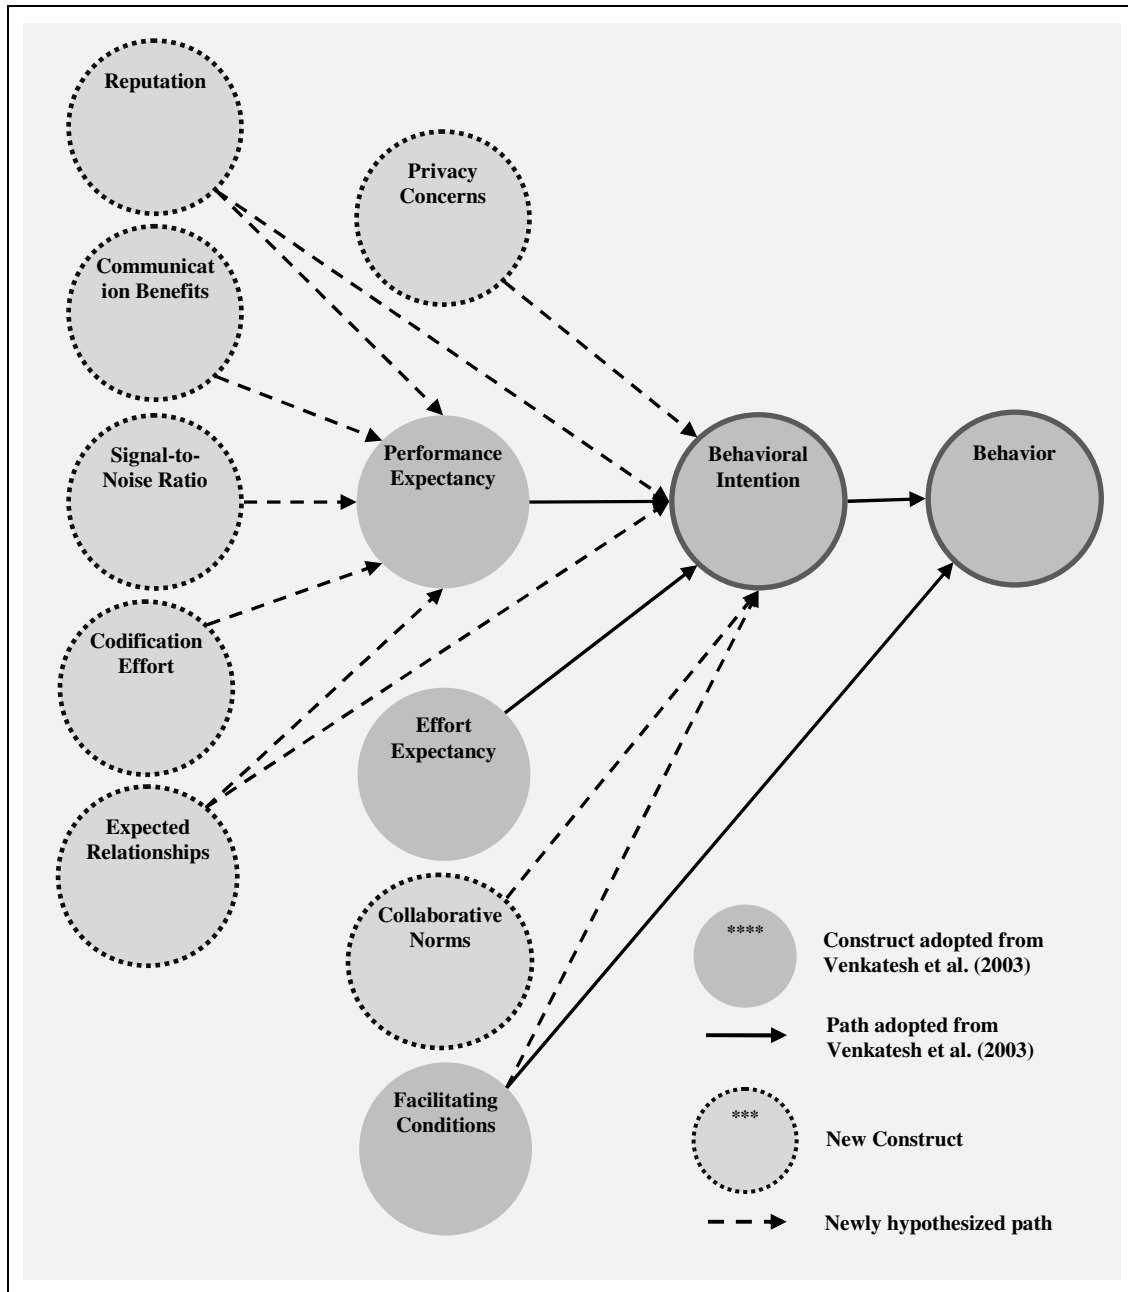 Reputation
Privacy
Concerns
Communicat
ion Benefits
Signal-to-
Noise Ratio
Performance
Expectancy
Behavioral
Intention
Behavior
Codification
Effort
Effort
Expectancy
Expected
Relationships
Collaborative
Norms
Facilitating
Conditions
****
Construct adopted from
Venkatesh et al. (2003)
Path adopted from
Venkatesh et al. (2003)
***
New Construct
Newly hypothesized path